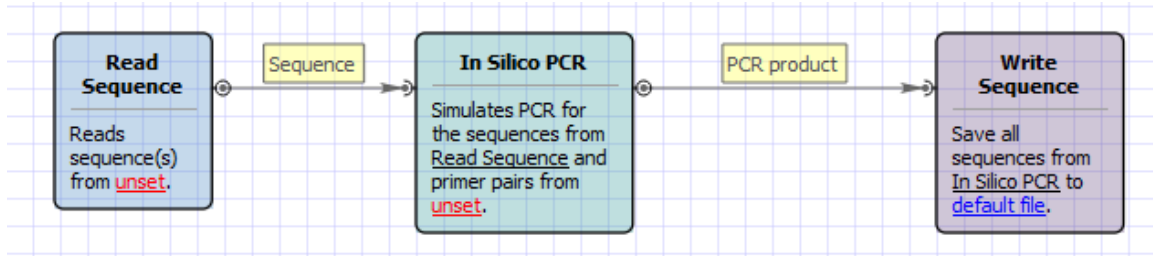 Read
Sequence
Reads
sequence(s)
from unset.
Sequence
In Silico PCR
Simulates PCR for
the sequences from
Read Sequence and
primer pairs from
unset.
PCR product
Write
Sequence
Save all
sequences from
In Silico PCR to
default file.